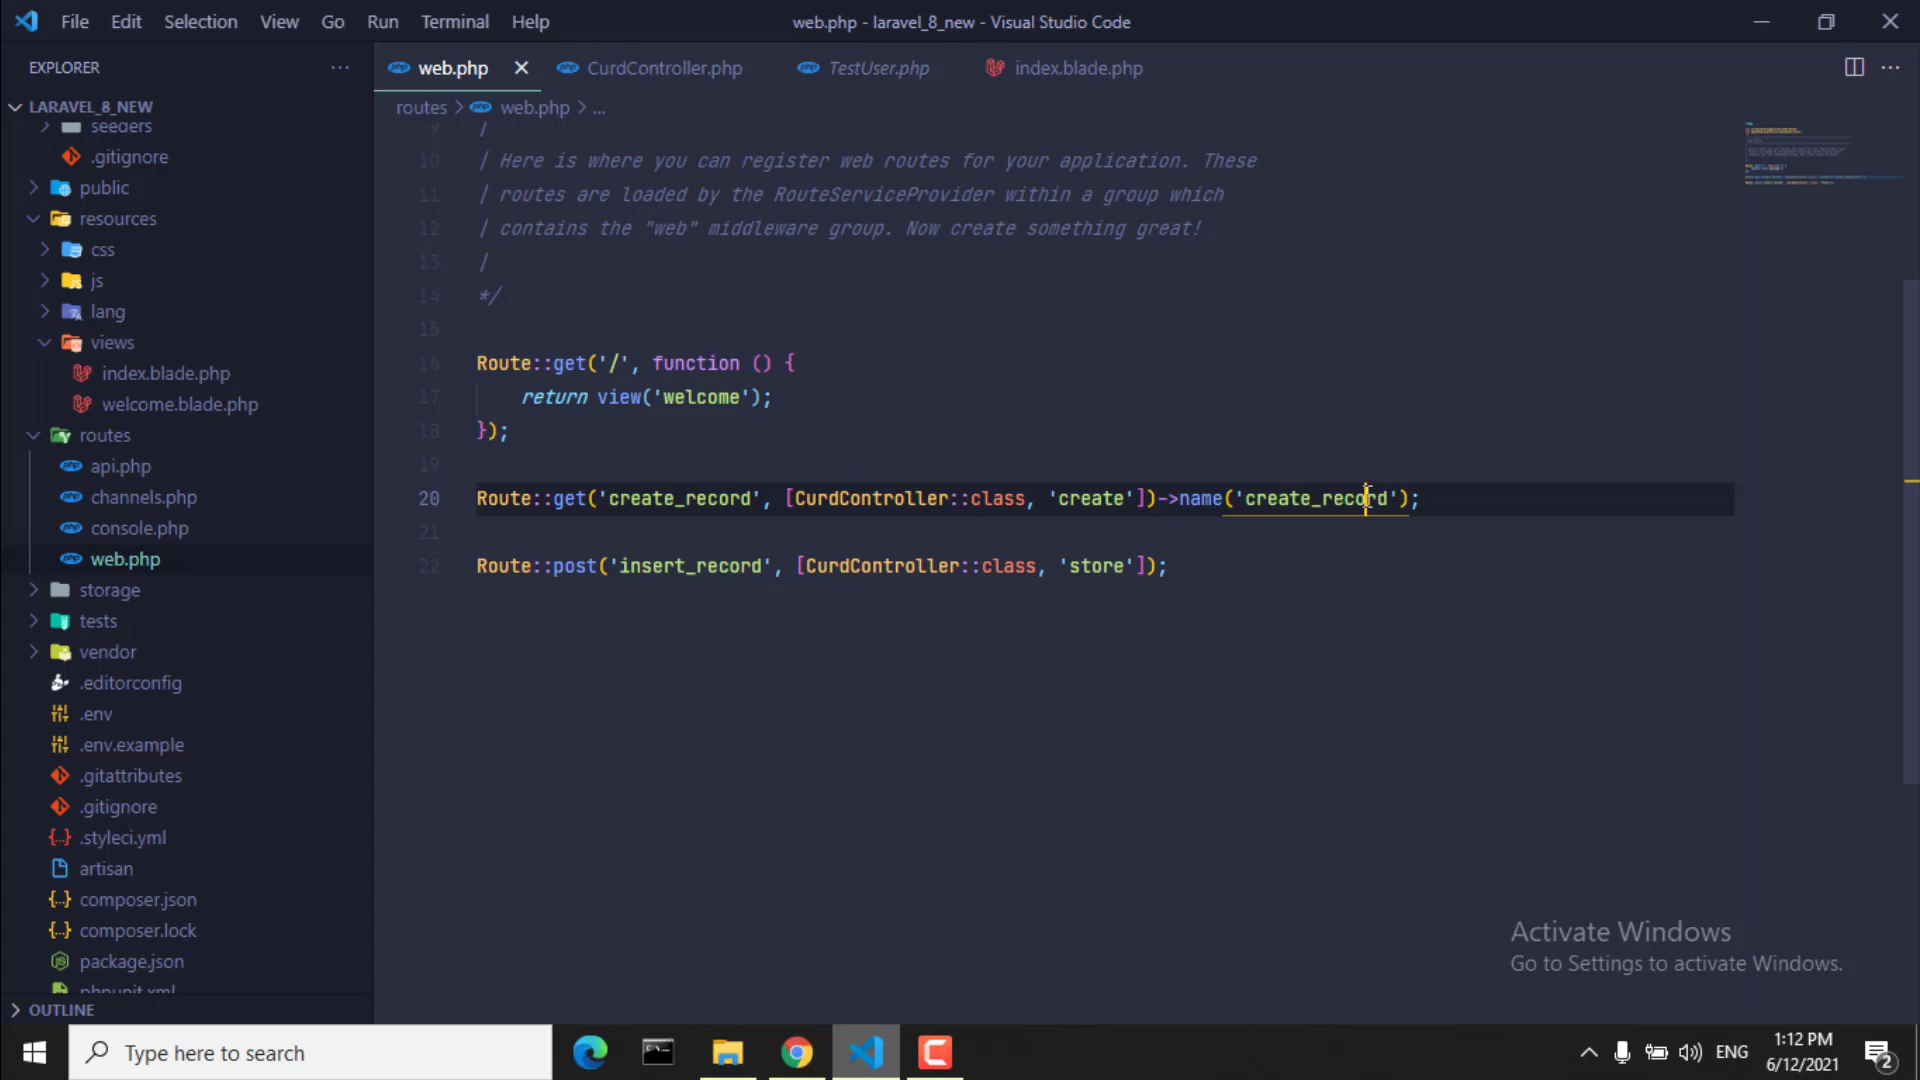 File Edit Selection View Go Run Terminal Help
web.php - laravel_8_new - Visual Studio Code
EXPLORER
LARAVEL_8_NEW
seeders
.gitignore
public
resources
css
js
lang
views
index.blade.php
welcome.blade.php
routes
api.php
channels.php
console.php
web.php
storage
tests
vendor
.editorconfig
.env
.env.example
.gitattributes
.gitignore
.styleci.yml
artisan
composer.json
composer.lock
package.json
phpunit.xml
OUTLINE
web.php CurdController.php TestUser.php index.blade.php
routes > web.php > ...
9 |
10 | Here is where you can register web routes for your application. These
11 | routes are loaded by the RouteServiceProvider within a group which
12 | contains the "web" middleware group. Now create something great!
13 |
14 */
15
16 Route::get('/', function () {
17 return view('welcome');
18 });
19
20 Route::get('create_record', [CurdController::class, 'create'])->name('create_record');
21
22 Route::post('insert_record', [CurdController::class, 'store']);
Activate Windows
Go to Settings to activate Windows.
Type here to search
ENG
1:12 PM
6/12/2021
2